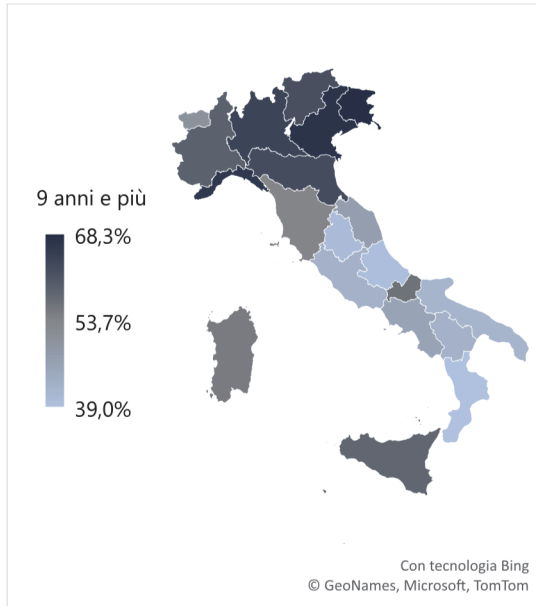 9 anni e più
68,3%
53,7%
39,0%
Con tecnologia Bing
© GeoNames, Microsoft, TomTom